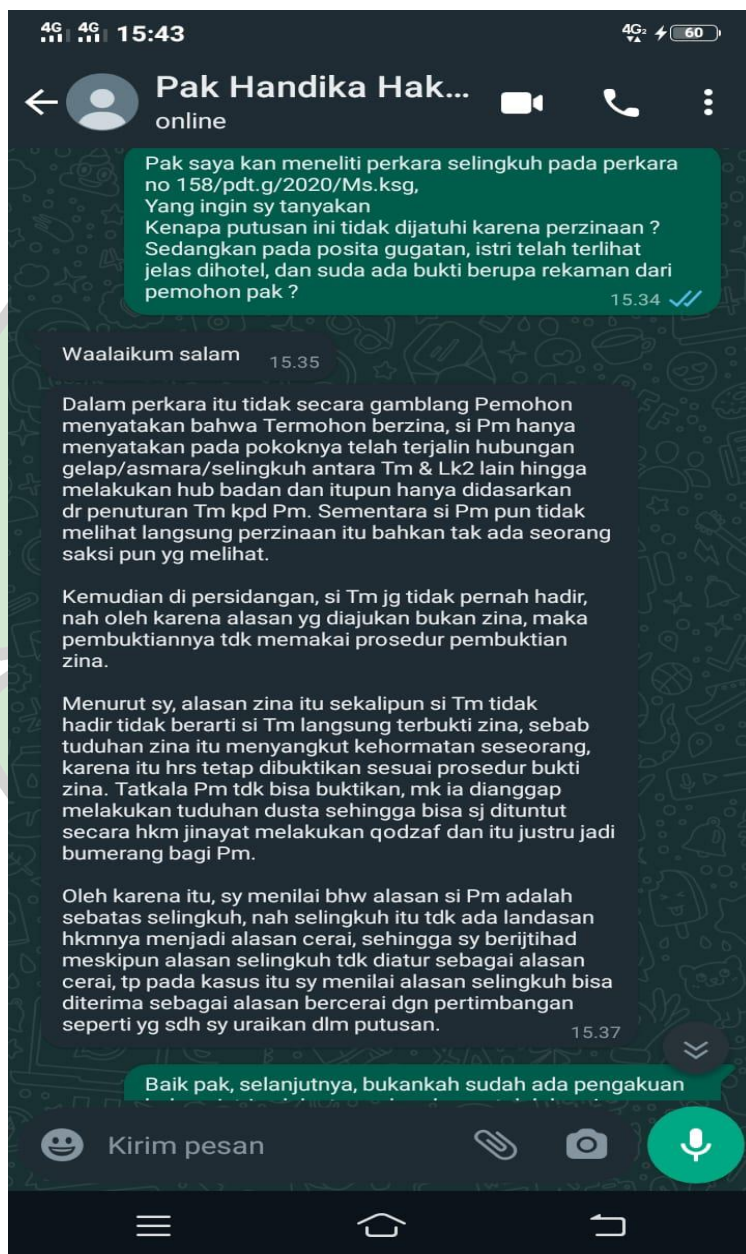 4G 4G 15:43 4G2 60
Pak Handika Hak...
online
Pak saya kan meneliti perkara selingkuh pada perkara
no 158/pdt.g/2020/Ms.ksg,
Yang ingin sy tanyakan
Kenapa putusan ini tidak dijatuhi karena perzinaan ?
Sedangkan pada posita gugatan, istri telah terlihat
jelas dihotel, dan suda ada bukti berupa rekaman dari
pemohon pak ?
15.34
Waalaikum salam 15.35
Dalam perkara itu tidak secara gamblang Pemohon
menyatakan bahwa Termohon berzina, si Pm hanya
menyatakan pada pokoknya telah terjalin hubungan
gelap/asmara/selingkuh antara Tm & Lk2 lain hingga
melakukan hub badan dan itupun hanya didasarkan
dr penuturan Tm kpd Pm. Sementara si Pm pun tidak
melihat langsung perzinaan itu bahkan tak ada seorang
saksi pun yg melihat.
Kemudian di persidangan, si Tm jg tidak pernah hadir,
nah oleh karena alasan yg diajukan bukan zina, maka
pembuktiannya tdk memakai prosedur pembuktian
zina.
Menurut sy, alasan zina itu sekalipun si Tm tidak
hadir tidak berarti si Tm langsung terbukti zina, sebab
tuduhan zina itu menyangkut kehormatan seseorang,
karena itu hrs tetap dibuktikan sesuai prosedur bukti
zina. Tatkala Pm tdk bisa buktikan, mk ia dianggap
melakukan tuduhan dusta sehingga bisa sj dituntut
secara hkm jinayat melakukan qodzaf dan itu justru jadi
bumerang bagi Pm.
Oleh karena itu, sy menilai bhw alasan si Pm adalah
sebatas selingkuh, nah selingkuh itu tdk ada landasan
hkmnya menjadi alasan cerai, sehingga sy berijtihad
meskipun alasan selingkuh tdk diatur sebagai alasan
cerai, tp pada kasus itu sy menilai alasan selingkuh bisa
diterima sebagai alasan bercerai dgn pertimbangan
seperti yg sdh sy uraikan dlm putusan.
15.37
Baik pak, selanjutnya, bukankah sudah ada pengakuan
Kirim pesan